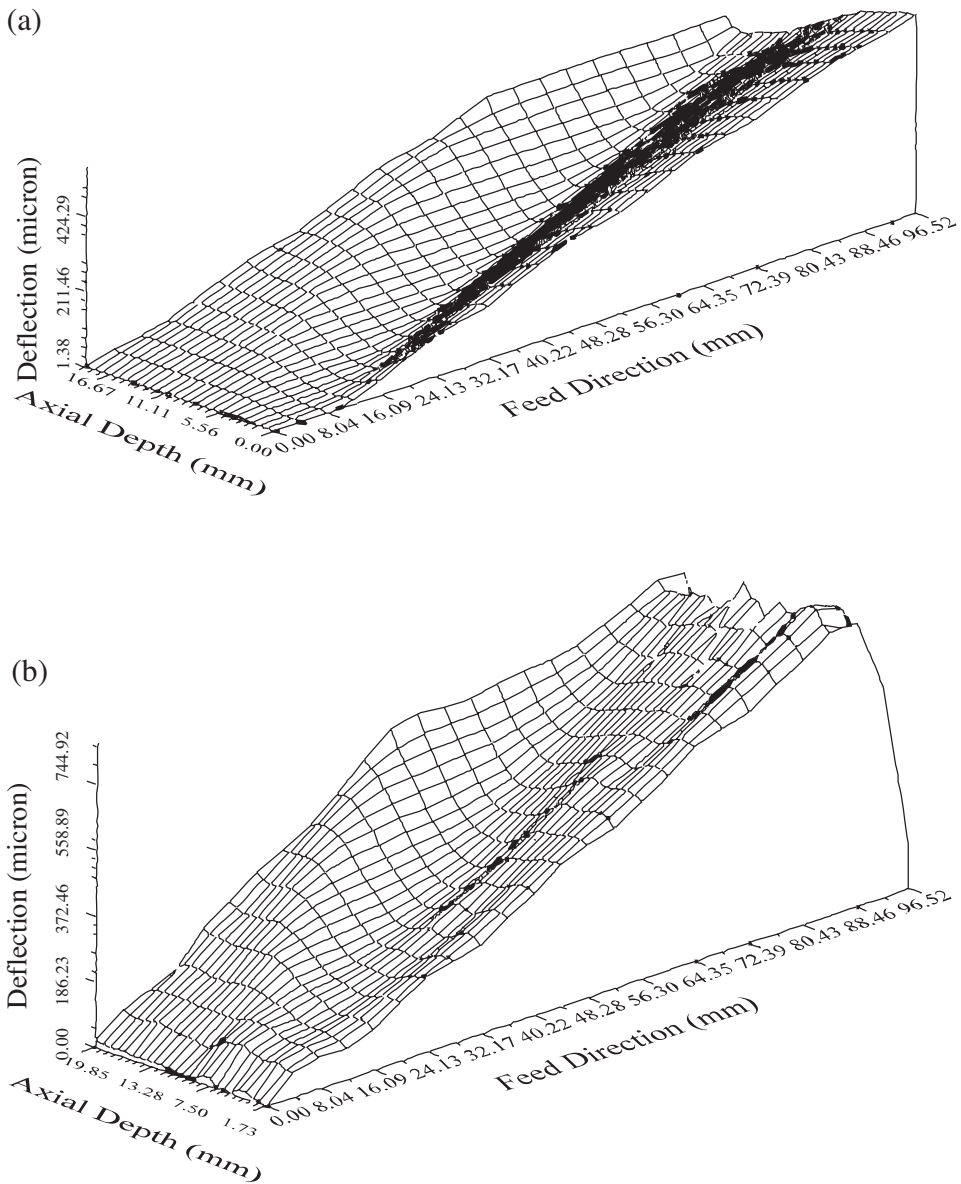 (a)
Deflection (micron)
424.29
211.46
1.38
16.67 11.11 5.56 0.00
Axial Depth (mm)
0.00 8.04 16.09 24.13 32.17 40.22 48.28 56.30 64.35 72.39 80.43 88.46 96.52
Feed Direction (mm)
(b)
Deflection (micron)
744.92
558.89
372.46
186.23
0.00
19.85 13.28 7.50 1.73
Axial Depth (mm)
0.00 8.04 16.09 24.13 32.17 40.22 48.28 56.30 64.35 72.39 80.43 88.46 96.52
Feed Direction (mm)